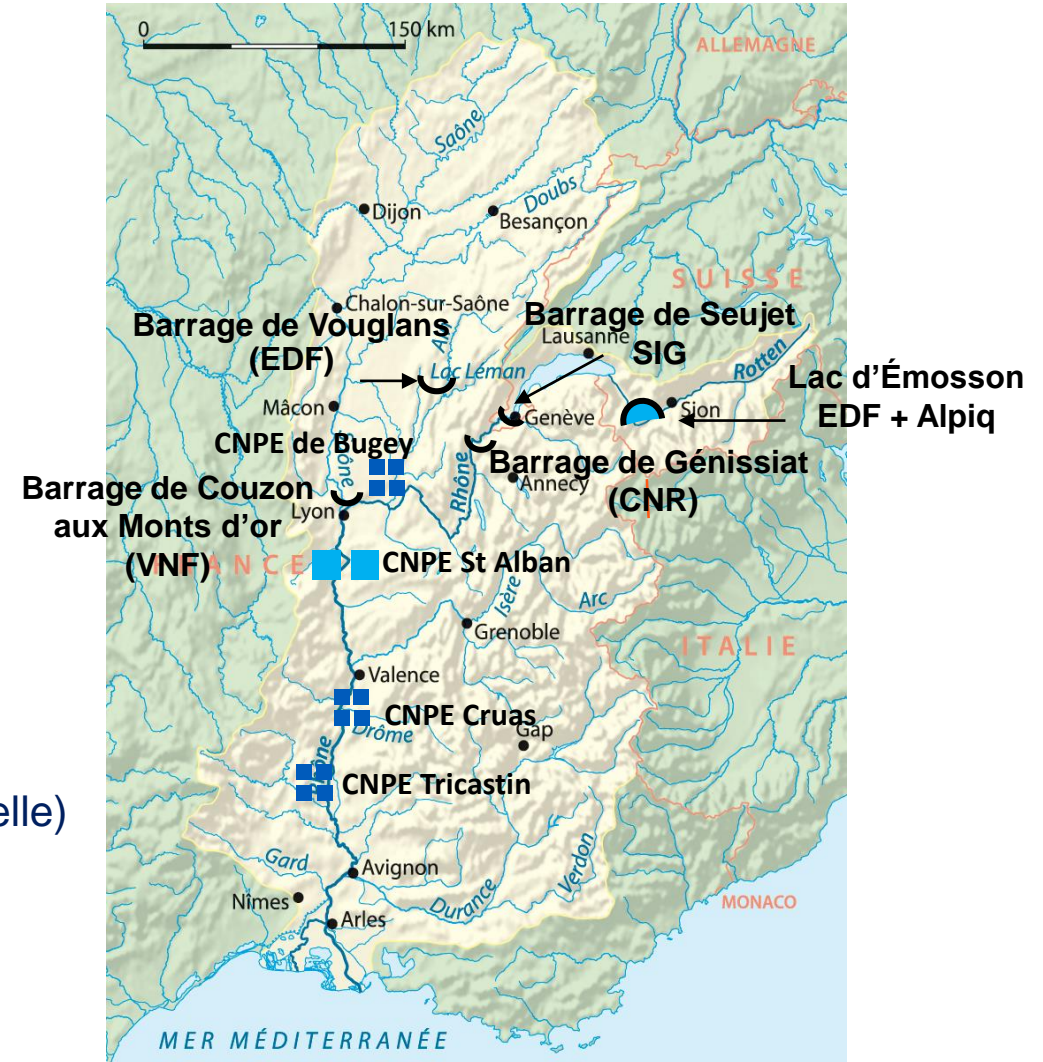 0 150 km
ALLEMAGNE
Saône
Doubs
Dijon
Besançon
SUISSE
Chalon-sur-Saône
Barrage de Vouglans
(EDF)
Barrage de Seujet
SIG
Lausanne
Rotten
Lac Léman
Lac d’Émosson
EDF + Alpiq
Mâcon
Genève
Sion
CNPE de Bugey
Saône
Rhône
Barrage de Génissiat
(CNR)
Annecy
Barrage de Couzon
aux Monts d'or
(VNF)
Lyon
FRANCE
CNPE St Alban
Isère
Arc
Grenoble
ITALIE
Valence
CNPE Cruas
Drôme
Gap
Rhône
CNPE Tricastin
elle)
Gard
Avignon
Durance
Verdon
Nîmes
Arles
MONACO
MER MÉDITERRANÉE